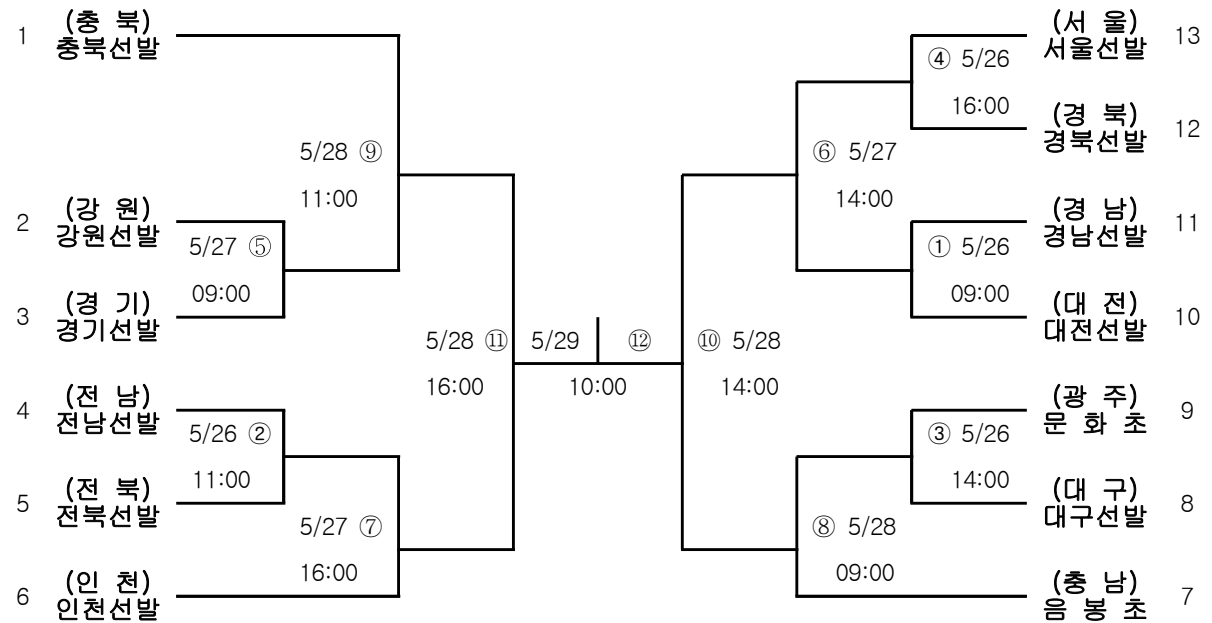 1 (충 북)
충북선발
5/28 ⑨
11:00
2 (강 원)
강원선발
5/27 ⑤
09:00
3 (경 기)
경기선발
5/28 ⑪
16:00
4 (전 남)
전남선발
5/26 ②
11:00
5 (전 북)
전북선발
5/27 ⑦
16:00
6 (인 천)
인천선발
5/29 ⑫
10:00
(서 울) 13
서울선발
④ 5/26
16:00
(경 북) 12
경북선발
⑥ 5/27
14:00
(경 남) 11
경남선발
① 5/26
09:00
(대 전) 10
대전선발
⑩ 5/28
14:00
(광 주) 9
문 화 초
③ 5/26
14:00
(대 구) 8
대구선발
⑧ 5/28
09:00
(충 남) 7
음 봉 초